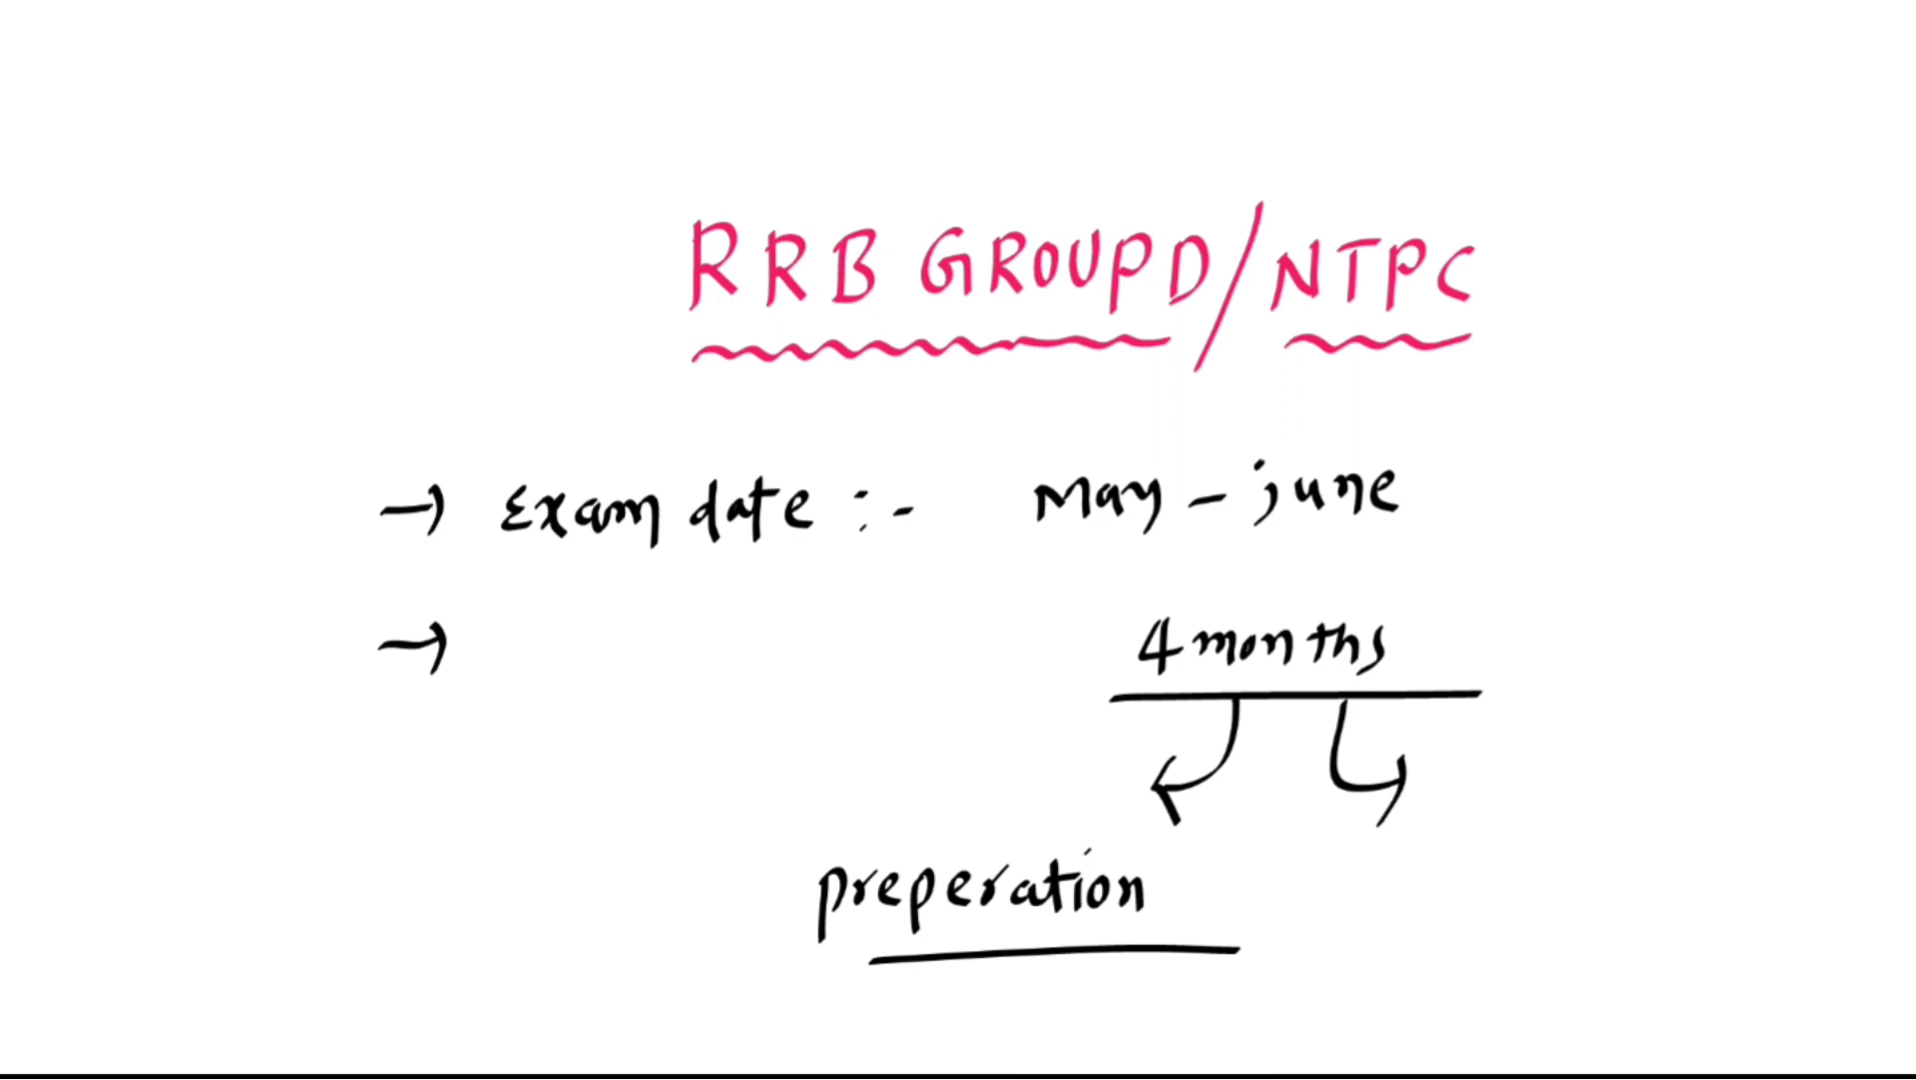 RRB GROUPD/NTPC
→ Exam date :- May - june
→ 4 months
preperation